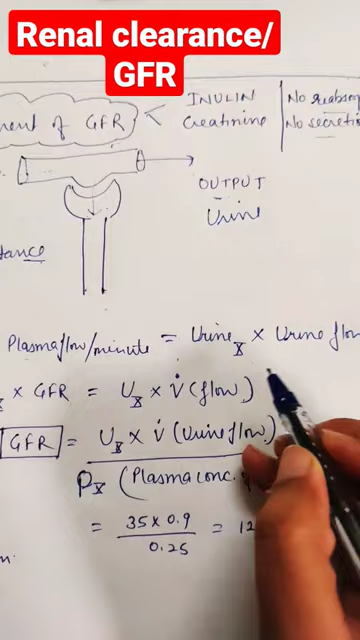 Renal clearance/
GFR
ment of GFR <
INULIN
Creatinine
No reabsor
No secretio
OUTPUT
Urine
tance
Plasmaflow/minute = Urine x × Urine flow
x × GFR = Ux × V̇ (flow)
GFR = Ux × V̇ (Urine flow)
Px (Plasma conc.
= 35 × 0.9 / 0.25 = 12